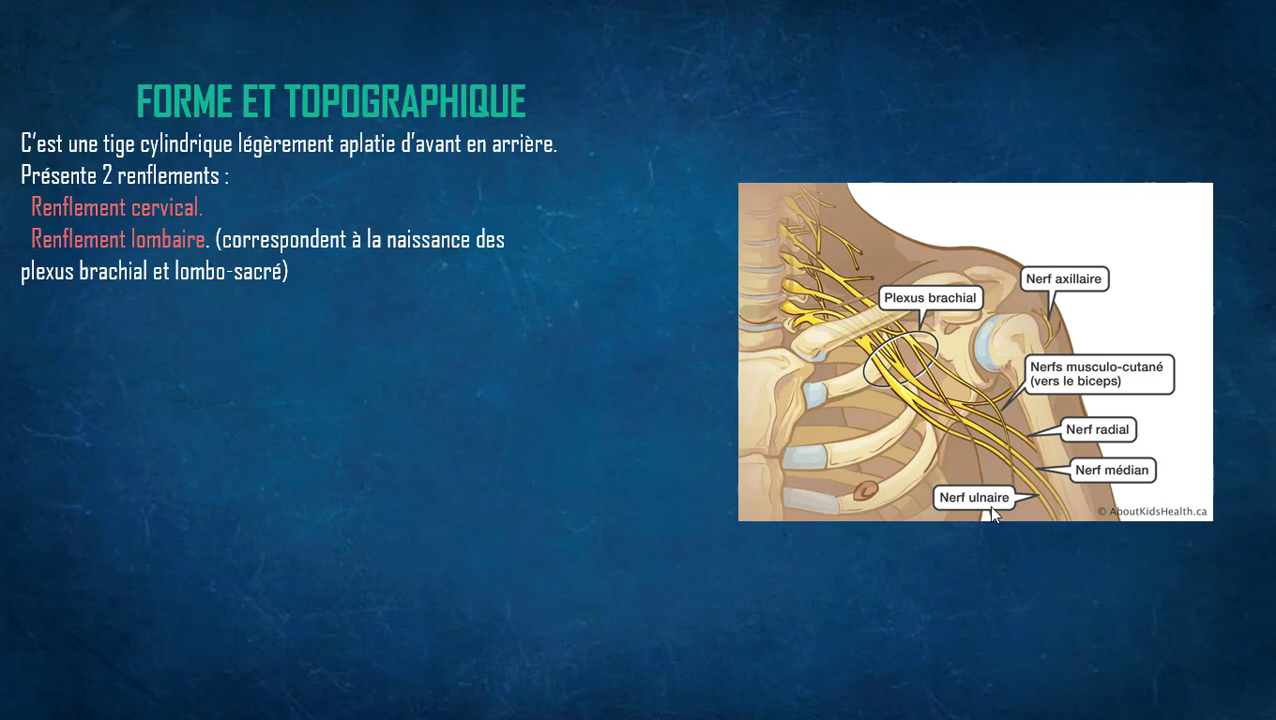 FORME ET TOPOGRAPHIQUE
C'est une tige cylindrique légèrement aplatie d'avant en arrière.
Présente 2 renflements :
Renflement cervical.
Renflement lombaire. (correspondent à la naissance des
plexus brachial et lombo-sacré)
Nerf axillaire
Plexus brachial
Nerfs musculo-cutané
(vers le biceps)
Nerf radial
Nerf médian
Nerf ulnaire
© AboutKidsHealth.ca